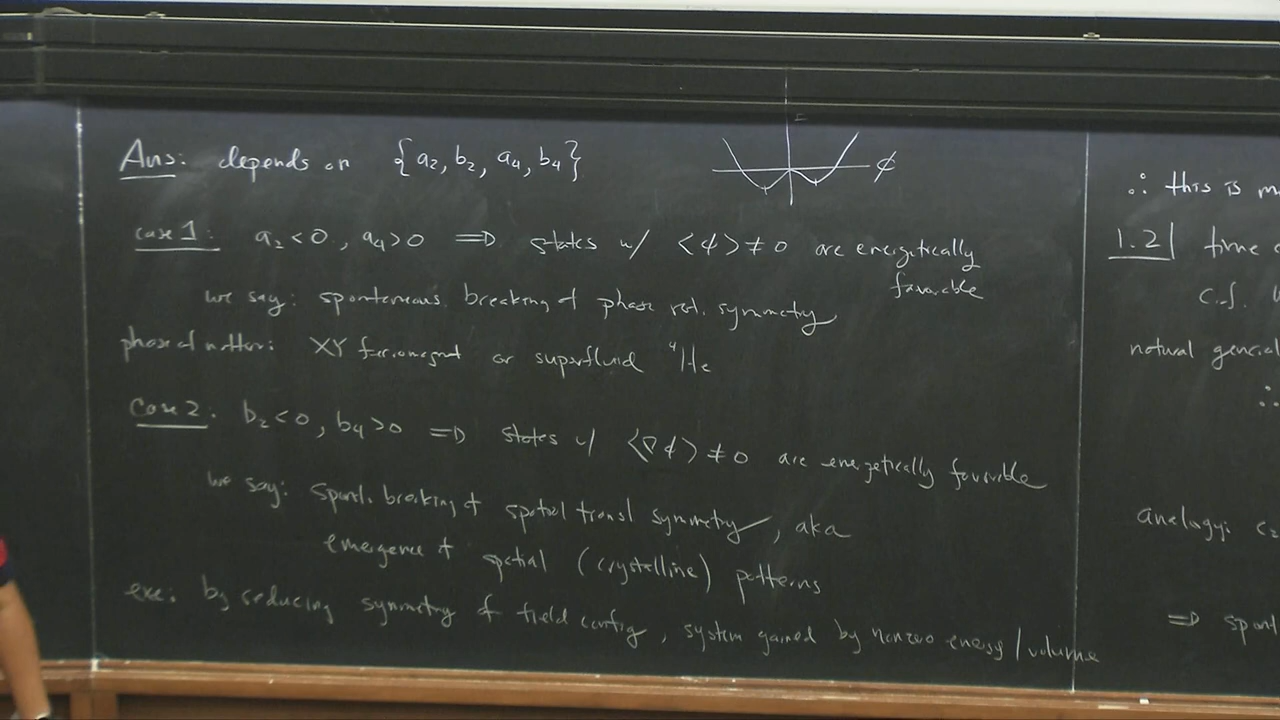 Ans: depends on {a₂, b₂, a₄, b₄}
E
ϕ
case 1: a₂<0, a₄>0 ⇒ states w/ <ϕ> ≠ 0 are energetically
favorable
we say: spontaneous breaking of phase rot. symmetry
phase of matter: XY ferromagnet or superfluid ⁴He
Case 2: b₂<0, b₄>0 ⇒ states w/ <∇ϕ> ≠ 0 are energetically favorable
we say: spont. breaking of spatial transl symmetry, aka
emergence of spatial (crystalline) patterns
exc: by reducing symmetry of field config, system gained by nonzero energy/volume
∴ this is
1.2| time
c.f.
natural
∴
analogy: c₂
⇒